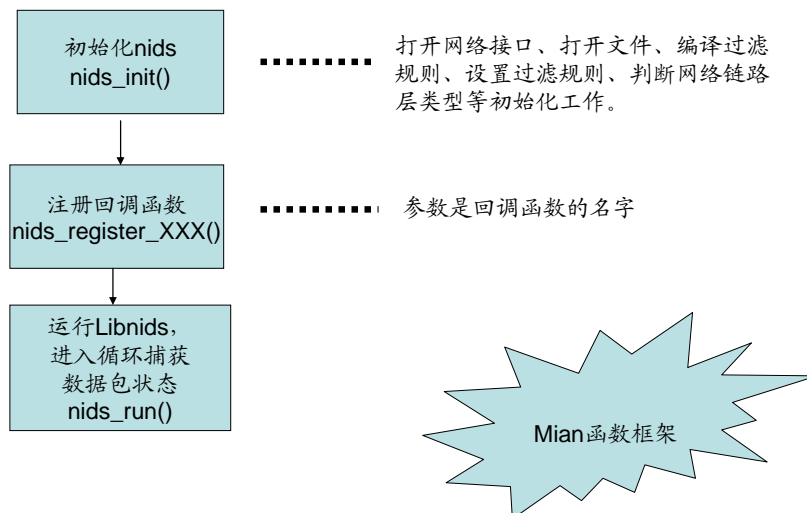 初始化nids
nids_init()
打开网络接口、打开文件、编译过滤
规则、设置过滤规则、判断网络链路
层类型等初始化工作。
注册回调函数
nids_register_XXX()
参数是回调函数的名字
运行Libnids，
进入循环捕获
数据包状态
nids_run()
Mian函数框架